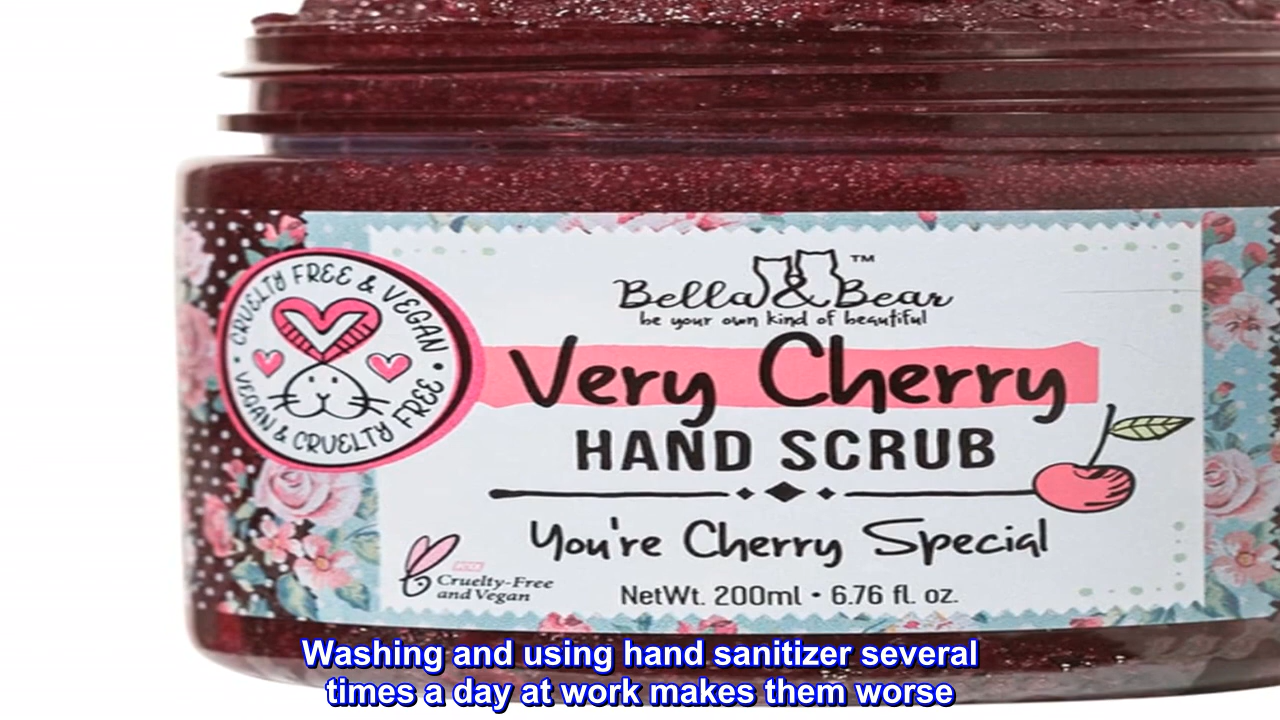 CRUELTY FREE & VEGAN •
VEGAN & CRUELTY FREE •
Bella & Bear ™
be your own kind of beautiful
Very Cherry
HAND SCRUB
You're Cherry Special
Cruelty-Free
and Vegan
NetWt. 200ml • 6.76 fl. oz.
Washing and using hand sanitizer several
times a day at work makes them worse